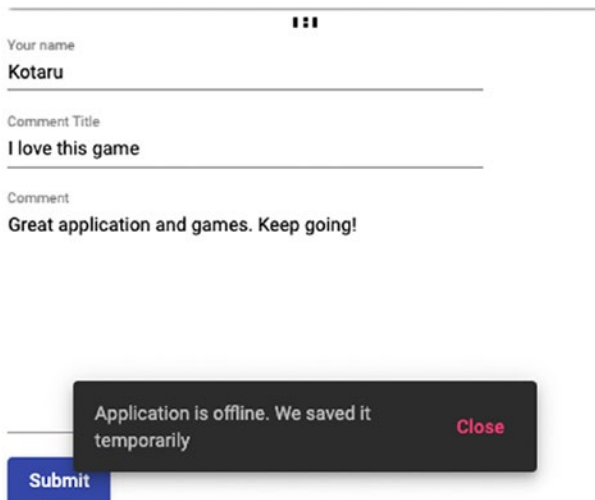 Your name
Kotaru
Comment Title
I love this game
Comment
Great application and games. Keep going!
Application is offline. We saved it
temporarily
Close
Submit